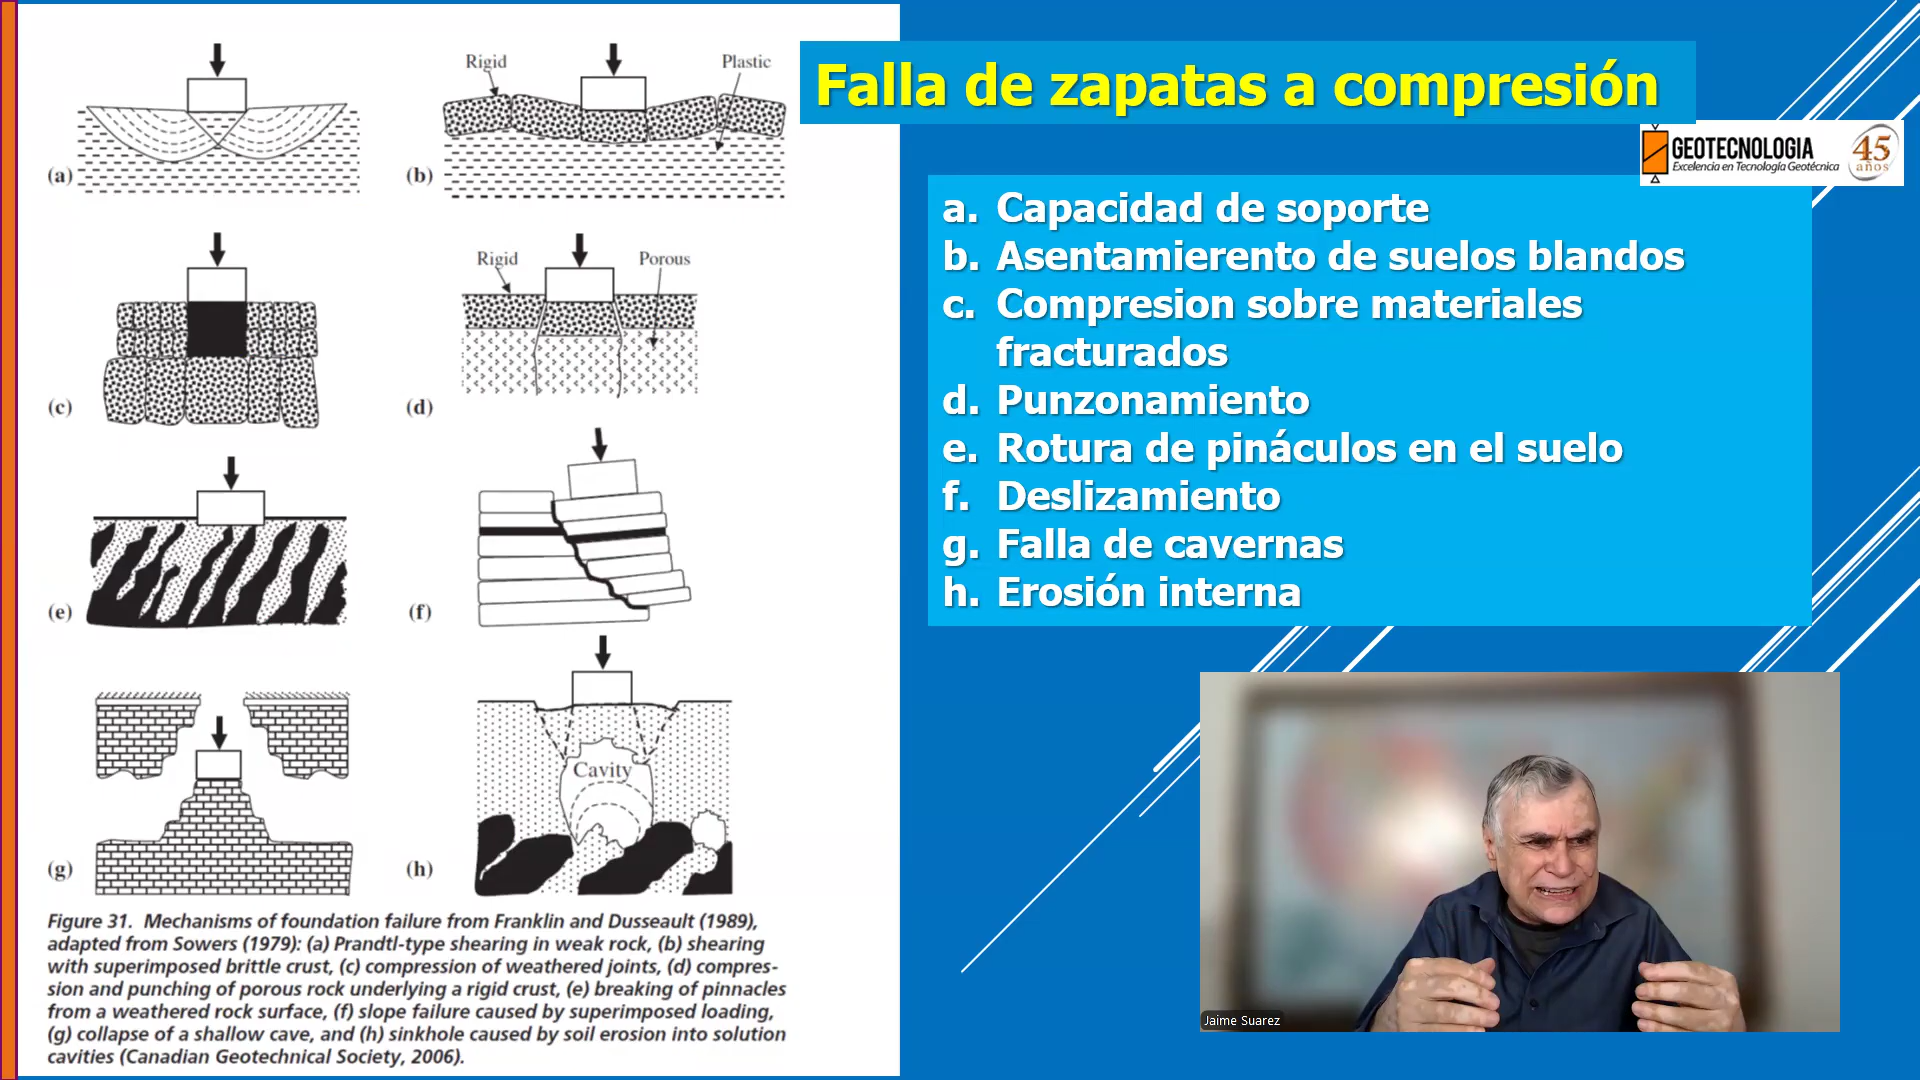 Falla de zapatas a compresión
GEOTECNOLOGIA
Excelencia en Tecnología Geotécnica
45
años
Rigid
Plastic
(a)
(b)
Rigid
Porous
(c)
(d)
(e)
(f)
Cavity
(g)
(h)
Figure 31. Mechanisms of foundation failure from Franklin and Dusseault (1989),
adapted from Sowers (1979): (a) Prandtl-type shearing in weak rock, (b) shearing
with superimposed brittle crust, (c) compression of weathered joints, (d) compres-
sion and punching of porous rock underlying a rigid crust, (e) breaking of pinnacles
from a weathered rock surface, (f) slope failure caused by superimposed loading,
(g) collapse of a shallow cave, and (h) sinkhole caused by soil erosion into solution
cavities (Canadian Geotechnical Society, 2006).
a. Capacidad de soporte
b. Asentamierento de suelos blandos
c. Compresion sobre materiales
fracturados
d. Punzonamiento
e. Rotura de pináculos en el suelo
f. Deslizamiento
g. Falla de cavernas
h. Erosión interna
Jaime Suarez